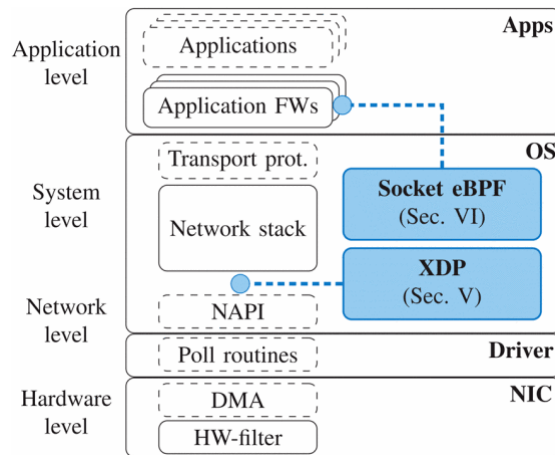 Apps
Application
level
Applications
Application FWs
OS
System
level
Transport prot.
Network stack
Socket eBPF
(Sec. VI)
XDP
(Sec. V)
Network
level
NAPI
Driver
Poll routines
NIC
Hardware
level
DMA
HW-filter